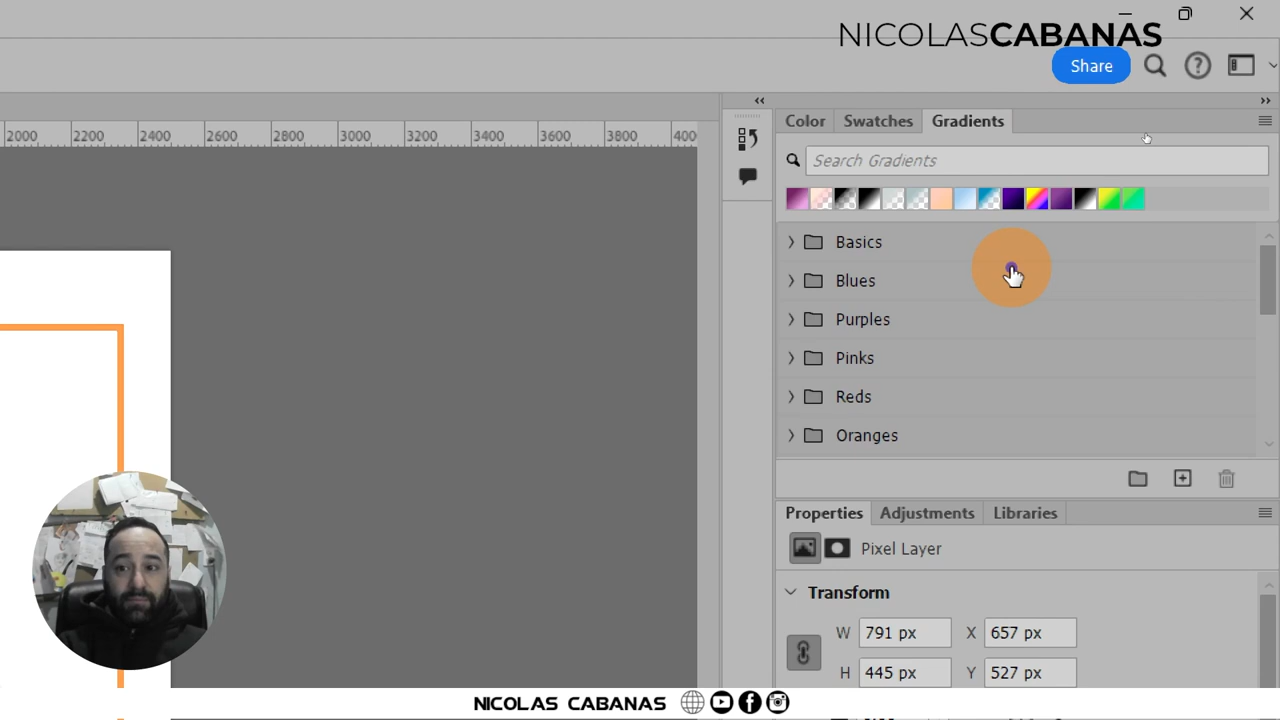 NICOLASCABANAS
Share
2000 2200 2400 2600 2800 3000 3200 3400 3600 3800 400
Color Swatches Gradients
Search Gradients
Basics
Blues
Purples
Pinks
Reds
Oranges
Properties Adjustments Libraries
Pixel Layer
Transform
W 791 px X 657 px
H 445 px Y 527 px
NICOLAS CABANAS